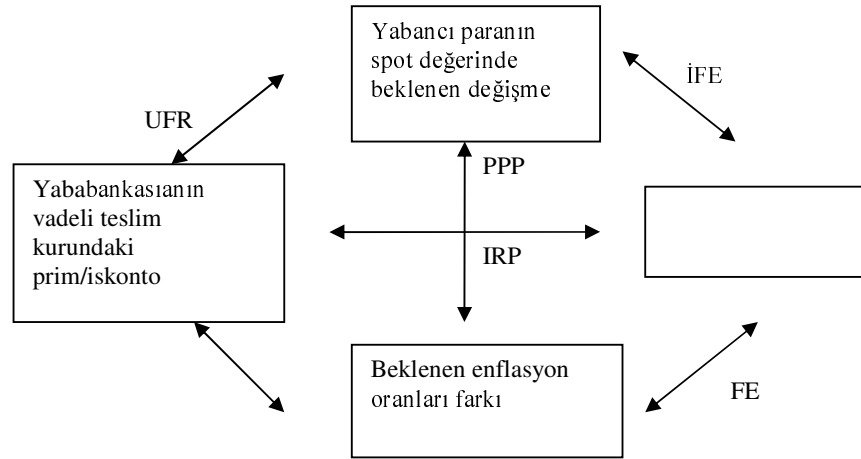 Yabancı paranın
spot değerinde
beklenen değişme
İFE
UFR
PPP
Yababankasıanın
vadeli teslim
kurundaki
prim/iskonto
IRP
Beklenen enflasyon
oranları farkı
FE